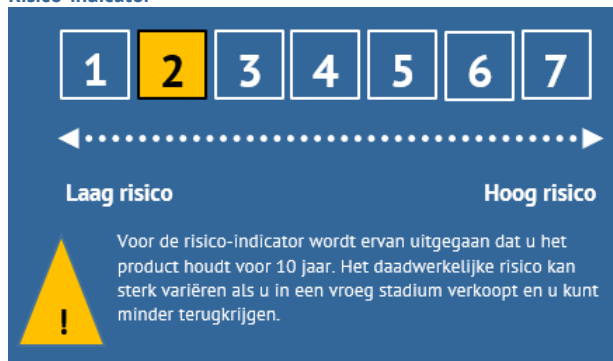 Risico-indicator
1 2 3 4 5 6 7
Laag risico Hoog risico
Voor de risico-indicator wordt ervan uitgegaan dat u het
product houdt voor 10 jaar. Het daadwerkelijke risico kan
sterk variëren als u in een vroeg stadium verkoopt en u kunt
minder terugkrijgen.
!